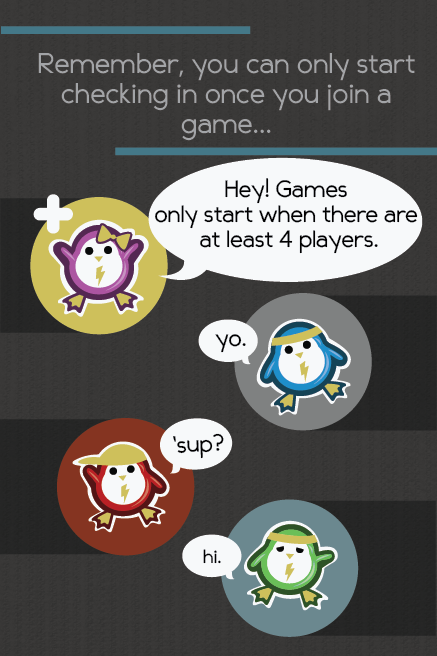 Remember, you can only start
checking in once you join a
game...
Hey! Games
only start when there are
at least 4 players.
yo.
'sup?
hi.